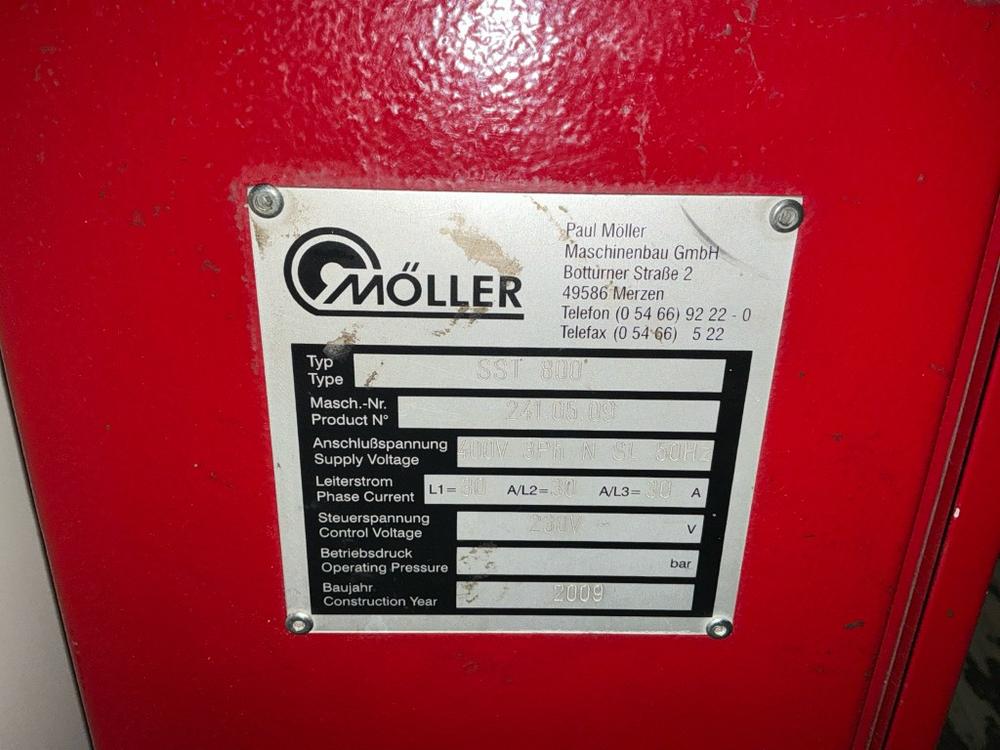 MÖLLER
Paul Möller
Maschinenbau GmbH
Botturner Straße 2
49586 Merzen
Telefon (0 54 66) 92 22 - 0
Telefax (0 54 66) 5 22
Typ
Type
SST 800
Masch.-Nr.
Product N°
241.05.09
Anschlußspannung
Supply Voltage
400V 3Ph N SL 50Hz
Leiterstrom
Phase Current
L1= 30 A/L2= 30 A/L3= 30 A
Steuerspannung
Control Voltage
230V ~ V
Betriebsdruck
Operating Pressure
bar
Baujahr
Construction Year
2009